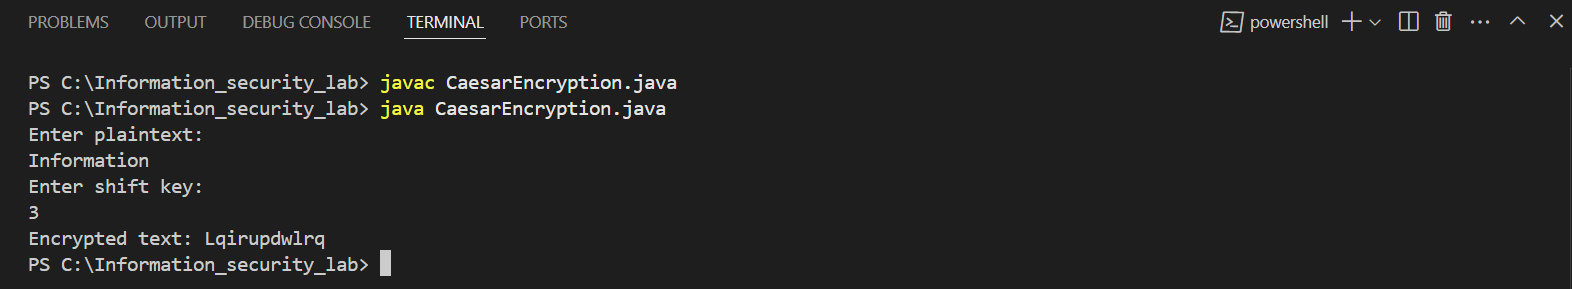 PROBLEMS OUTPUT DEBUG CONSOLE TERMINAL PORTS powershell
PS C:\Information_security_lab> javac CaesarEncryption.java
PS C:\Information_security_lab> java CaesarEncryption.java
Enter plaintext:
Information
Enter shift key:
3
Encrypted text: Lqirupdwlrq
PS C:\Information_security_lab>